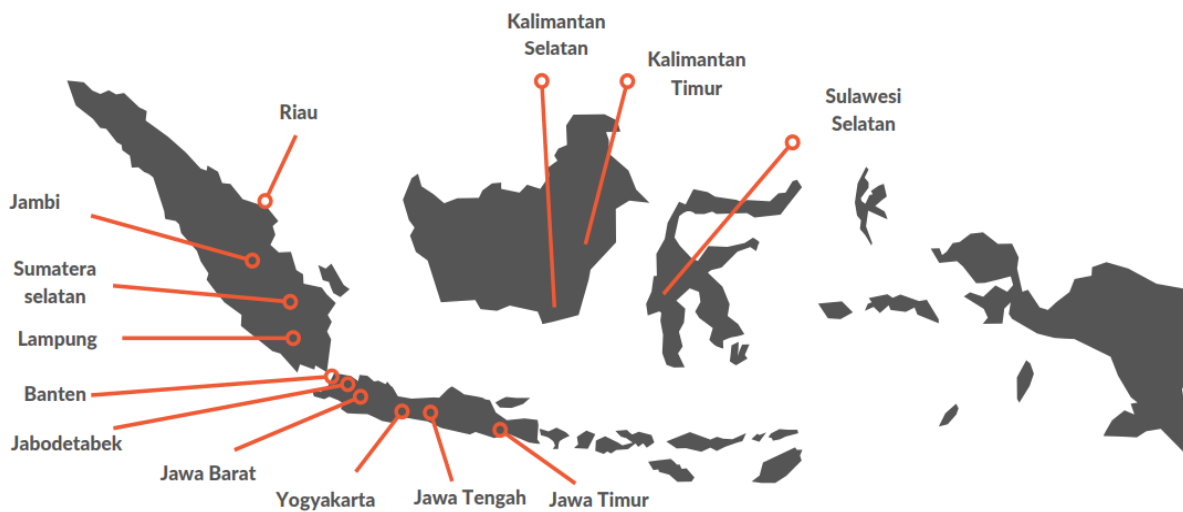 Kalimantan
Selatan
Kalimantan
Timur
Sulawesi
Selatan
Riau
Jambi
Sumatera
selatan
Lampung
Banten
Jabodetabek
Jawa Barat
Yogyakarta
Jawa Tengah
Jawa Timur